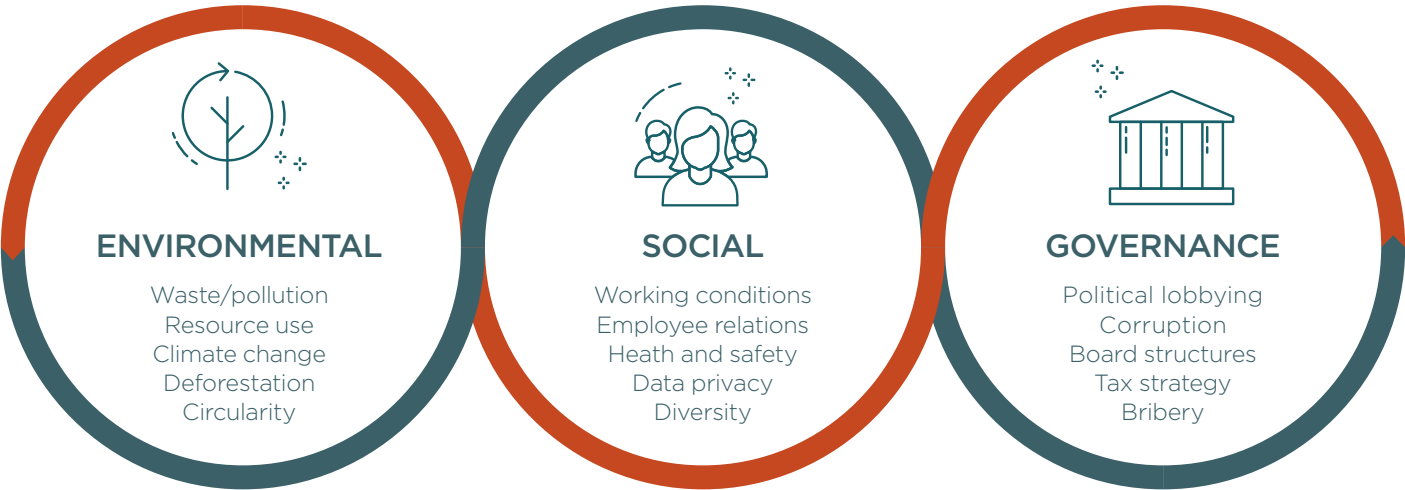 ENVIRONMENTAL
Waste/pollution
Resource use
Climate change
Deforestation
Circularity
SOCIAL
Working conditions
Employee relations
Heath and safety
Data privacy
Diversity
GOVERNANCE
Political lobbying
Corruption
Board structures
Tax strategy
Bribery